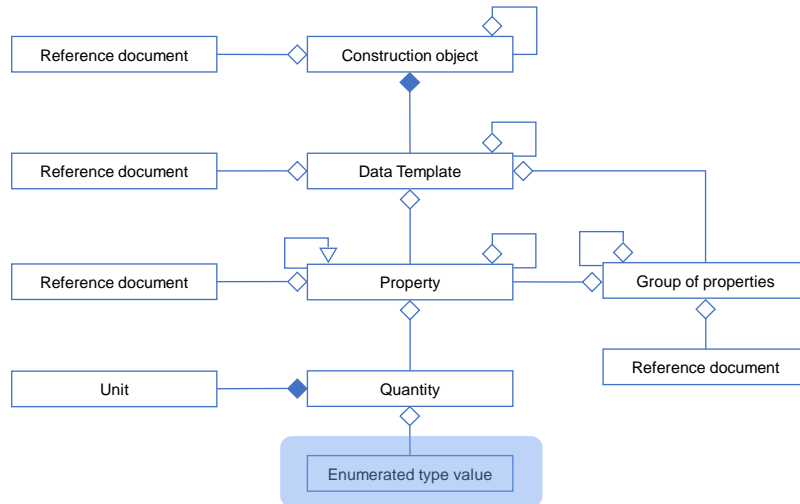 Reference document
Construction object
Reference document
Data Template
Reference document
Property
Group of properties
Reference document
Unit
Quantity
Enumerated type value